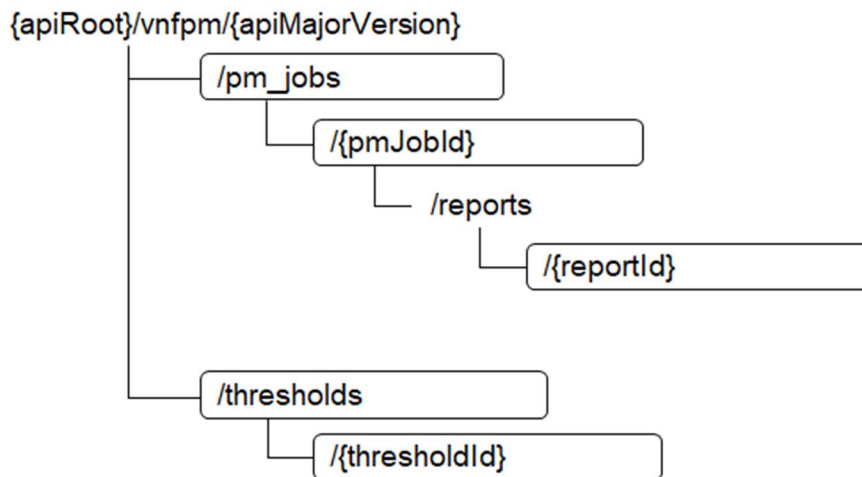 {apiRoot}/vnfpm/{apiMajorVersion}
/pm_jobs
/{pmJobId}
/reports
/{reportId}
/thresholds
/{thresholdId}